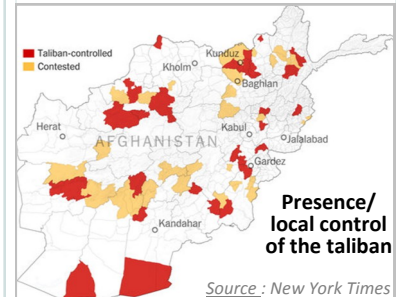 Taliban-controlled
Contested
Kunduz
Kholm
Baghlan
Herat
AFGHANISTAN
Kabul
Jalalabad
Gardez
Kandahar
Presence/
local control
of the taliban
Source : New York Times